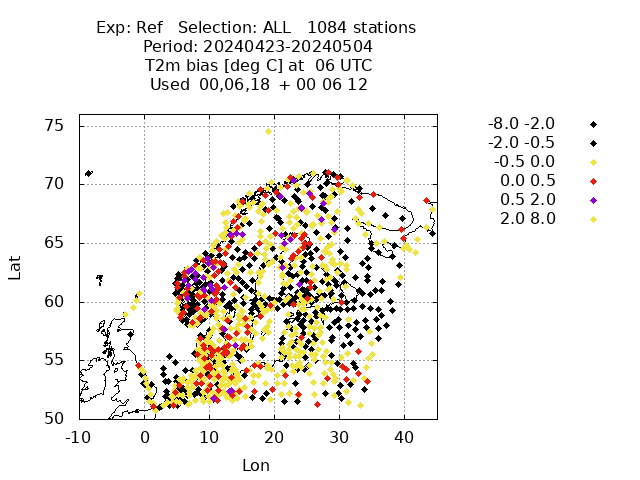 Exp: Ref   Selection: ALL   1084 stations
Period: 20240423-20240504
T2m bias [deg C] at  06 UTC
Used  00,06,18  + 00 06 12
-8.0 -2.0
-2.0 -0.5
-0.5 0.0
0.0 0.5
0.5 2.0
2.0 8.0
75
70
65
60
55
50
Lat
-10 0 10 20 30 40
Lon